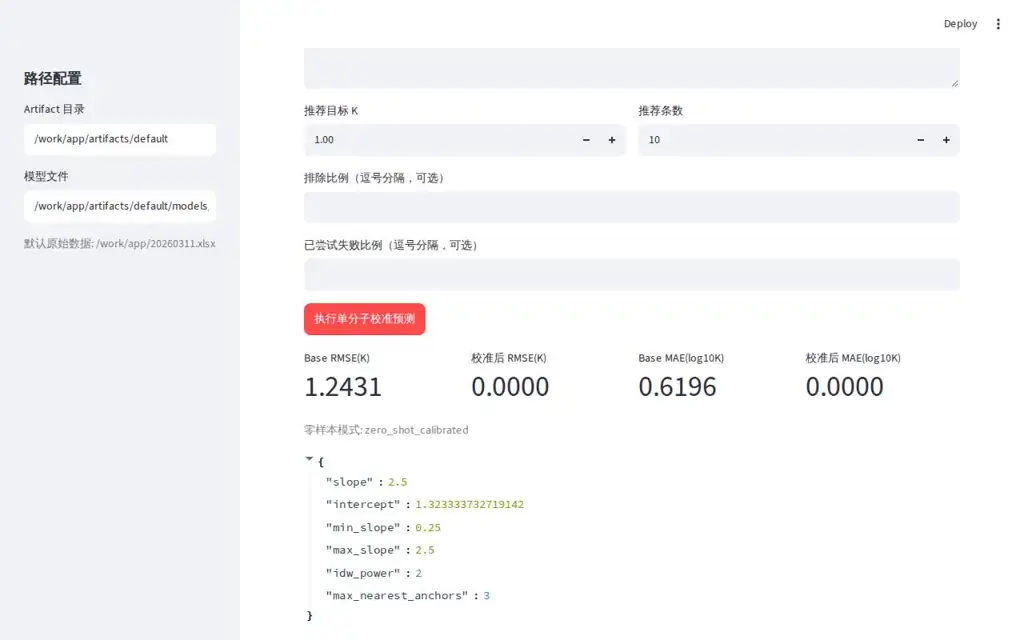 Deploy
路径配置
Artifact 目录
/work/app/artifacts/default
模型文件
/work/app/artifacts/default/models,
默认原始数据: /work/app/20260311.xlsx
推荐目标 K
推荐条数
1.00
10
排除比例（逗号分隔，可选）
已尝试失败比例（逗号分隔，可选）
执行单分子校准预测
Base RMSE(K)
校准后 RMSE(K)
Base MAE(log10K)
校准后 MAE(log10K)
1.2431
0.0000
0.6196
0.0000
零样本模式: zero_shot_calibrated
{
"slope" : 2.5
"intercept" : 1.323333732719142
"min_slope" : 0.25
"max_slope" : 2.5
"idw_power" : 2
"max_nearest_anchors" : 3
}